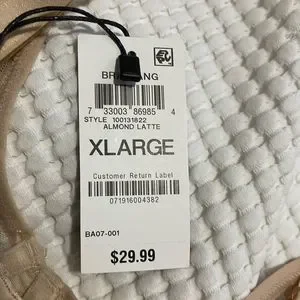 7 33003 86985 4
STYLE 100131822
ALMOND LATTE
XLARGE
Customer Return Label
071916004382
BA07-001
$29.99